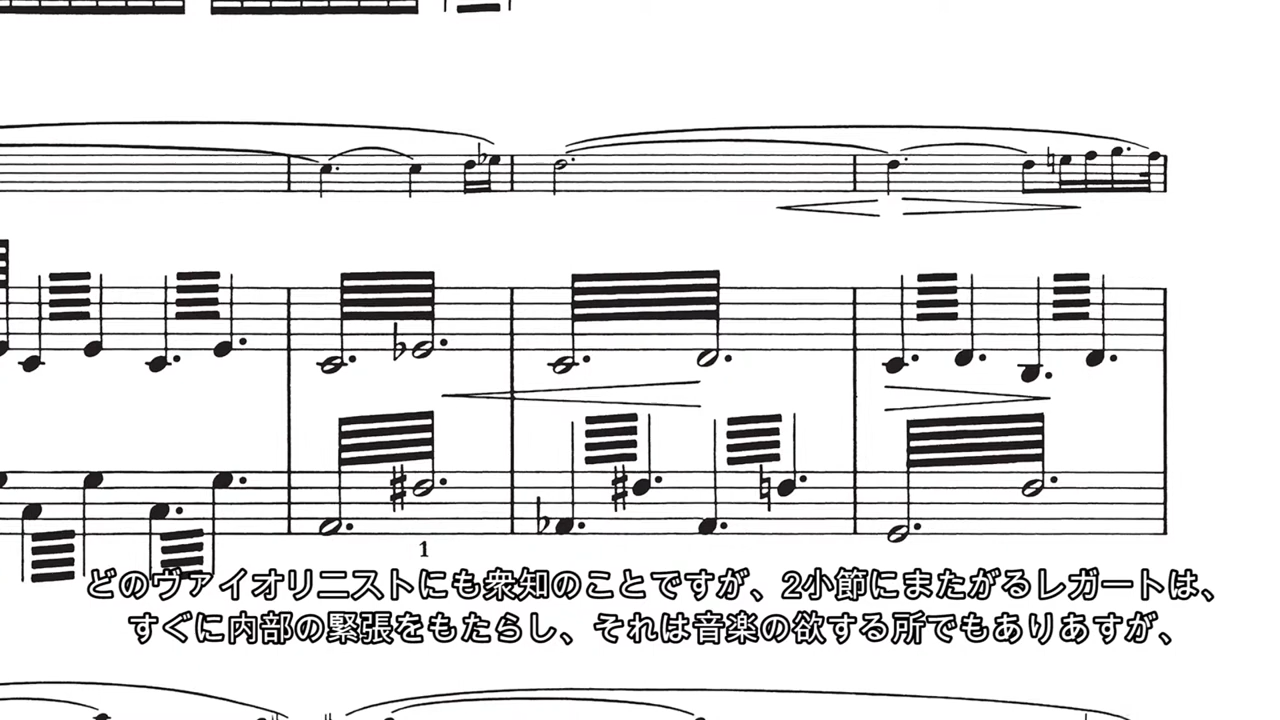 1
どのヴァイオリニストにも衆知のことですが、2小節にまたがるレガートは、
すぐに内部の緊張をもたらし、それは音楽の欲する所でもありあすが、